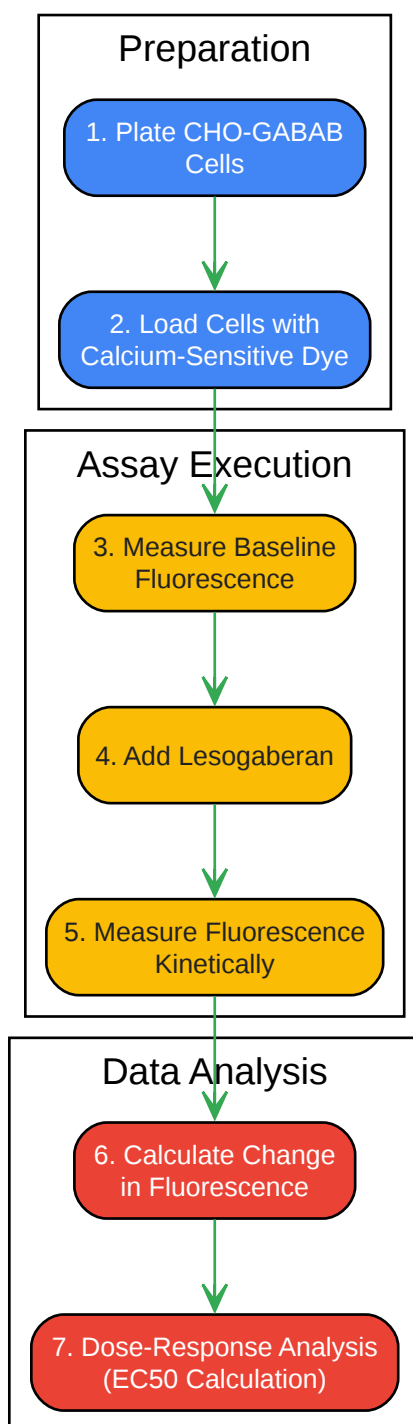 Preparation
1. Plate CHO-GABAB
Cells
2. Load Cells with
Calcium-Sensitive Dye
Assay Execution
3. Measure Baseline
Fluorescence
4. Add Lesogaberan
5. Measure Fluorescence
Kinetically
Data Analysis
6. Calculate Change
in Fluorescence
7. Dose-Response Analysis
(EC50 Calculation)